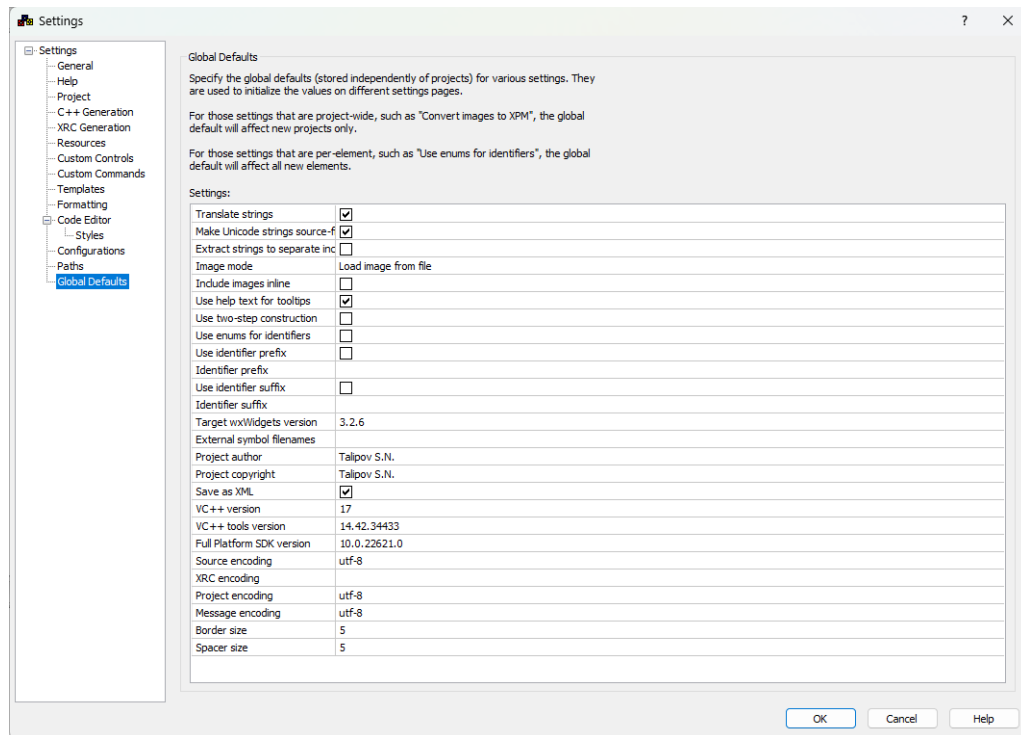 Settings
?
Settings
General
Help
Project
C++ Generation
XRC Generation
Resources
Custom Controls
Custom Commands
Templates
Formatting
Code Editor
Styles
Configurations
Paths
Global Defaults
Global Defaults
Specify the global defaults (stored independently of projects) for various settings. They
are used to initialize the values on different settings pages.
For those settings that are project-wide, such as "Convert images to XPM", the global
default will affect new projects only.
For those settings that are per-element, such as "Use enums for identifiers", the global
default will affect all new elements.
Settings:
Translate strings
Make Unicode strings source-f
Extract strings to separate inc
Image mode Load image from file
Include images inline
Use help text for tooltips
Use two-step construction
Use enums for identifiers
Use identifier prefix
Identifier prefix
Use identifier suffix
Identifier suffix
Target wxWidgets version 3.2.6
External symbol filenames
Project author Talipov S.N.
Project copyright Talipov S.N.
Save as XML
VC++ version 17
VC++ tools version 14.42.34433
Full Platform SDK version 10.0.22621.0
Source encoding utf-8
XRC encoding
Project encoding utf-8
Message encoding utf-8
Border size 5
Spacer size 5
OK Cancel Help